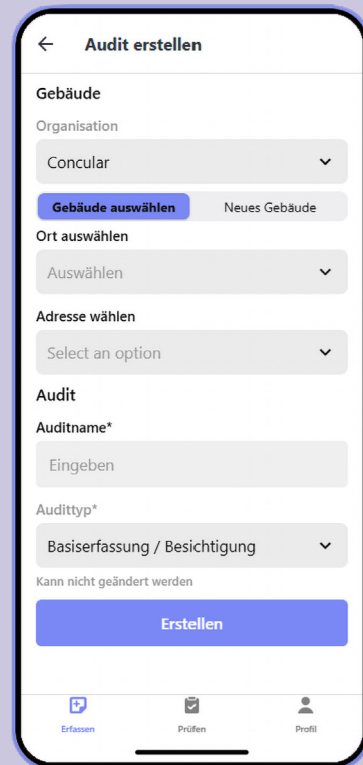 Audit erstellen
Gebäude
Organisation
Concular
Gebäude auswählen Neues Gebäude
Ort auswählen
Auswählen
Adresse wählen
Select an option
Audit
Auditname*
Eingeben
Audittyp*
Basiserfassung / Besichtigung
Kann nicht geändert werden
Erstellen
Erfassen Prüfen Profil